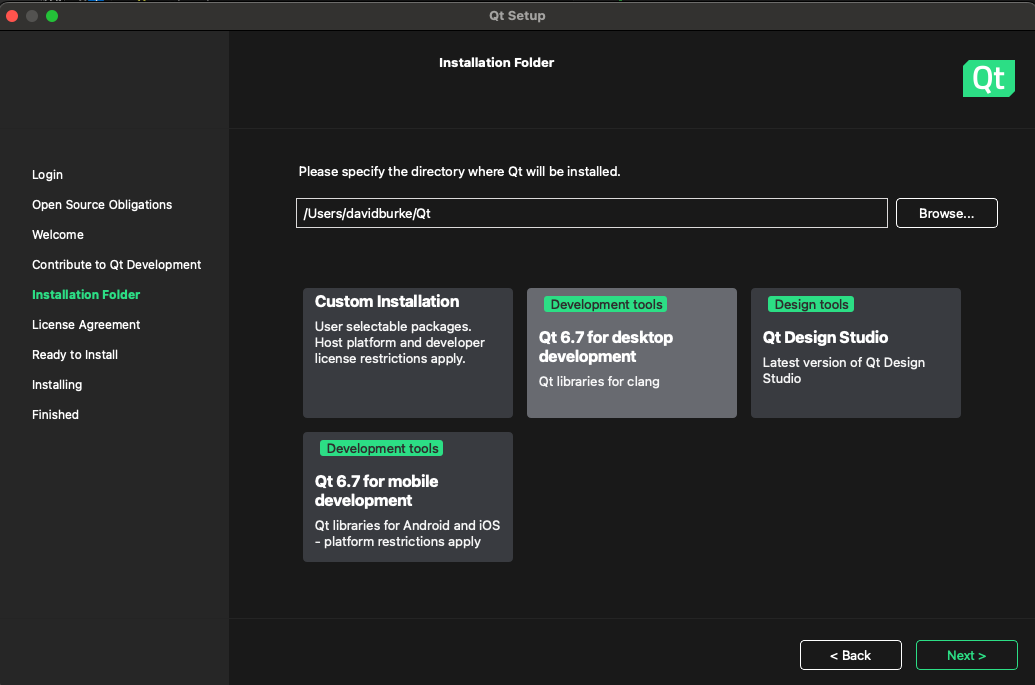 Qt Setup
Installation Folder
Qt
Login
Open Source Obligations
Welcome
Contribute to Qt Development
Installation Folder
License Agreement
Ready to Install
Installing
Finished
Please specify the directory where Qt will be installed.
/Users/davidburke/Qt
Browse...
Custom Installation
User selectable packages.
Host platform and developer
license restrictions apply.
Development tools
Qt 6.7 for desktop
development
Qt libraries for clang
Design tools
Qt Design Studio
Latest version of Qt Design
Studio
Development tools
Qt 6.7 for mobile
development
Qt libraries for Android and iOS
- platform restrictions apply
< Back
Next >